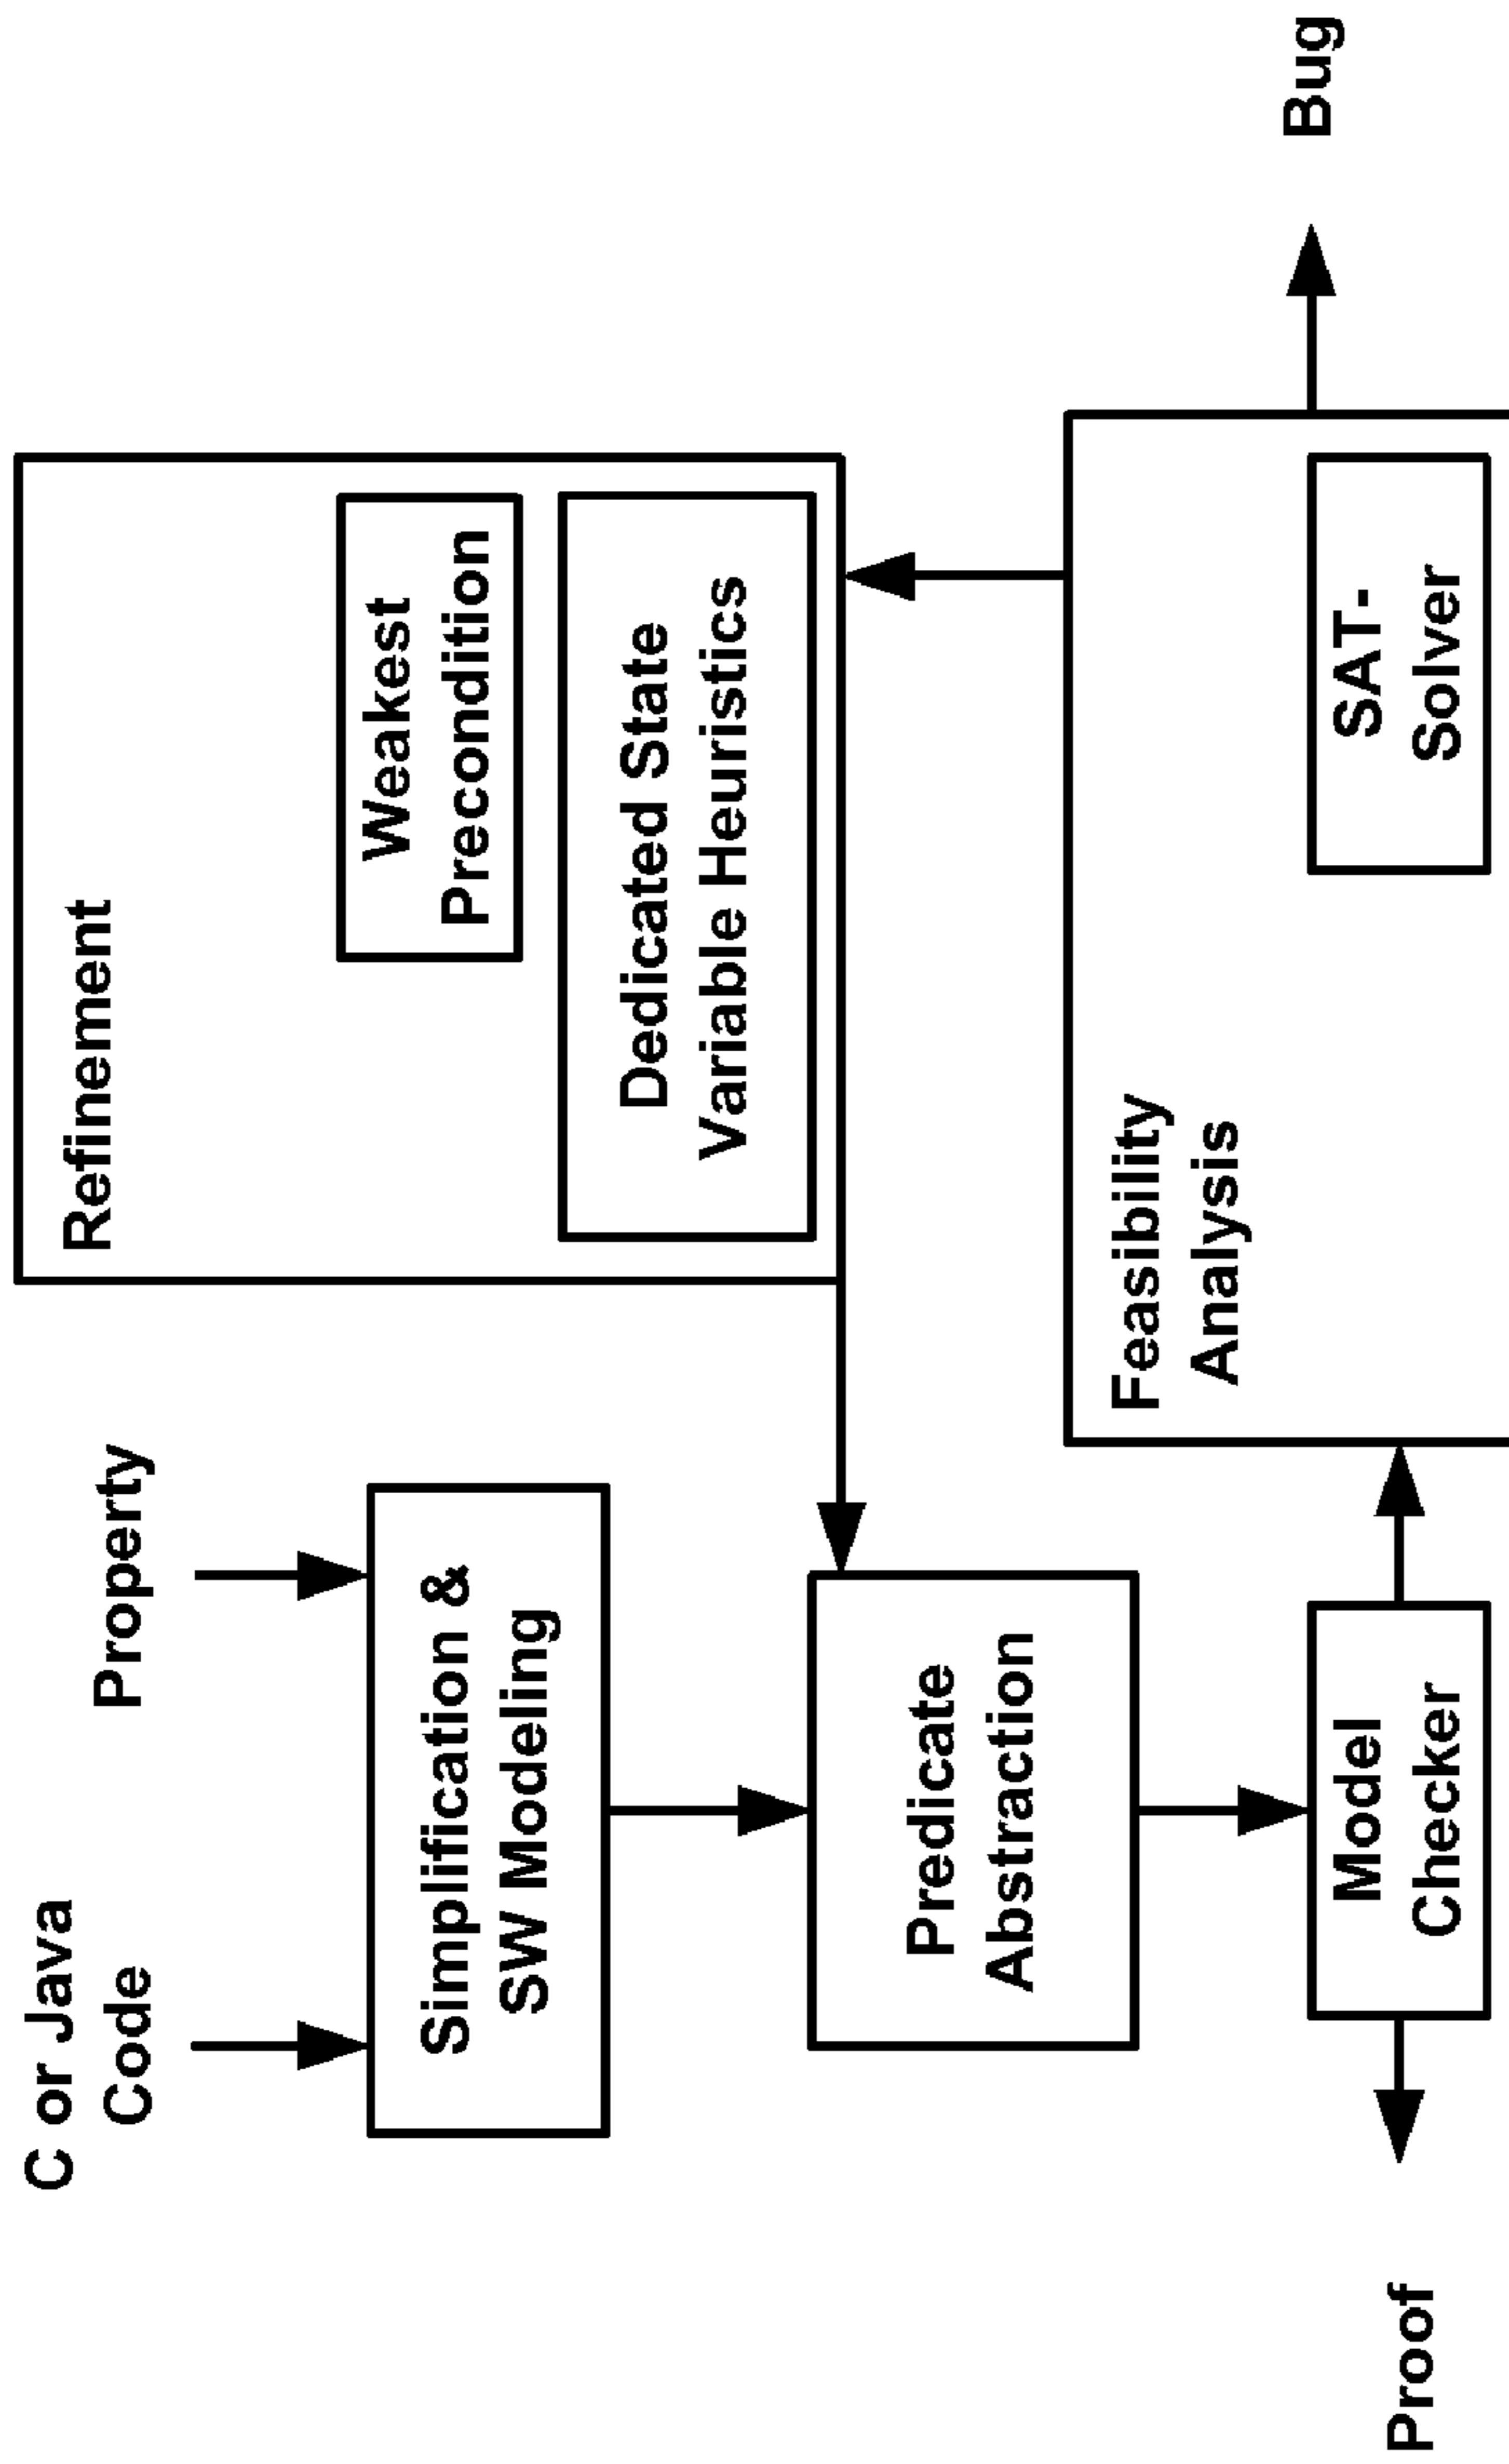 C or Java
Code
Property
Simplification &
SW Modeling
Predicate
Abstraction
Model
Checker
Proof
Refinement
Weakest
Precondition
Dedicated State
Variable Heuristics
Feasibility
Analysis
SAT-
Solver
Bug